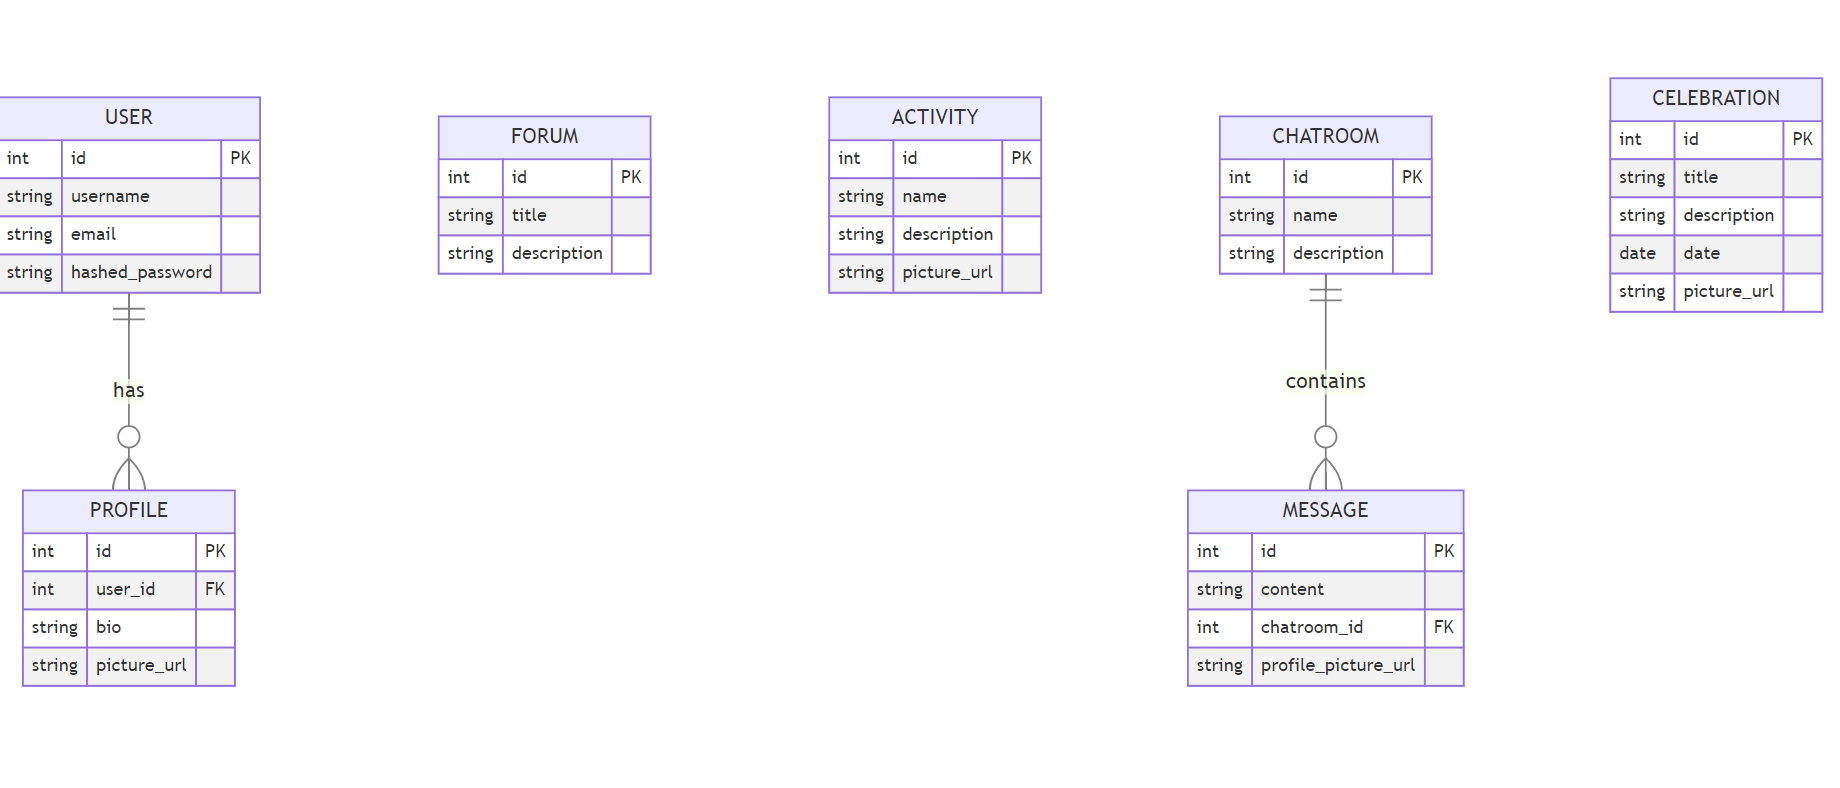 USER
int id PK
string username
string email
string hashed_password
has
PROFILE
int id PK
int user_id FK
string bio
string picture_url
FORUM
int id PK
string title
string description
ACTIVITY
int id PK
string name
string description
string picture_url
CHATROOM
int id PK
string name
string description
contains
MESSAGE
int id PK
string content
int chatroom_id FK
string profile_picture_url
CELEBRATION
int id PK
string title
string description
date date
string picture_url